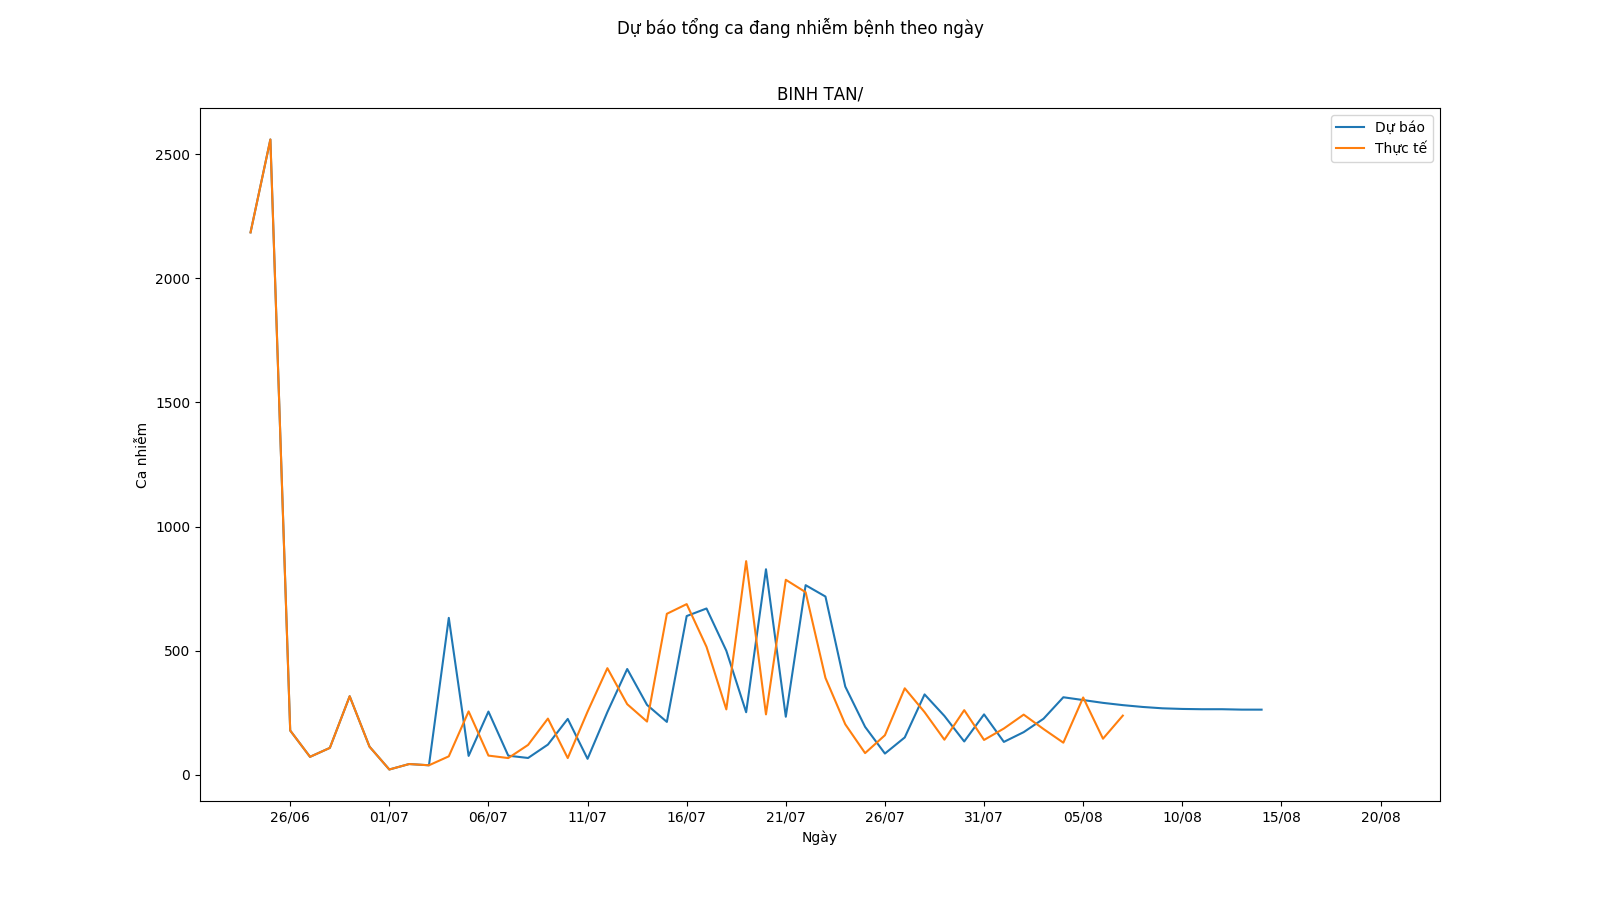 Dự báo tổng ca đang nhiễm bệnh theo ngày
BINH TAN/
Dự báo
Thực tế
Ca nhiễm
2500
2000
1500
1000
500
0
26/06 01/07 06/07 11/07 16/07 21/07 26/07 31/07 05/08 10/08 15/08 20/08
Ngày